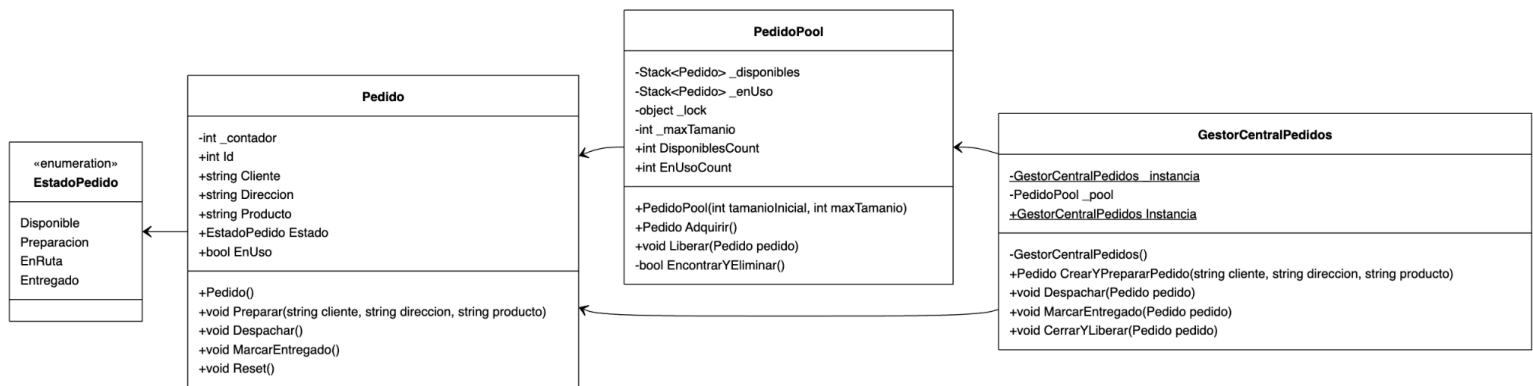 «enumeration»
EstadoPedido
Disponible
Preparacion
EnRuta
Entregado
Pedido
-int _contador
+int Id
+string Cliente
+string Direccion
+string Producto
+EstadoPedido Estado
+bool EnUso
+Pedido()
+void Preparar(string cliente, string direccion, string producto)
+void Despachar()
+void MarcarEntregado()
+void Reset()
PedidoPool
-Stack<Pedido> _disponibles
-Stack<Pedido> _enUso
-object _lock
-int _maxTamanio
+int DisponiblesCount
+int EnUsoCount
+PedidoPool(int tamanioInicial, int maxTamanio)
+Pedido Adquirir()
+void Liberar(Pedido pedido)
-bool EncontrarYEliminar()
GestorCentralPedidos
-GestorCentralPedidos _instancia
-PedidoPool _pool
+GestorCentralPedidos Instancia
-GestorCentralPedidos()
+Pedido CrearYPrepararPedido(string cliente, string direccion, string producto)
+void Despachar(Pedido pedido)
+void MarcarEntregado(Pedido pedido)
+void CerrarYLiberar(Pedido pedido)